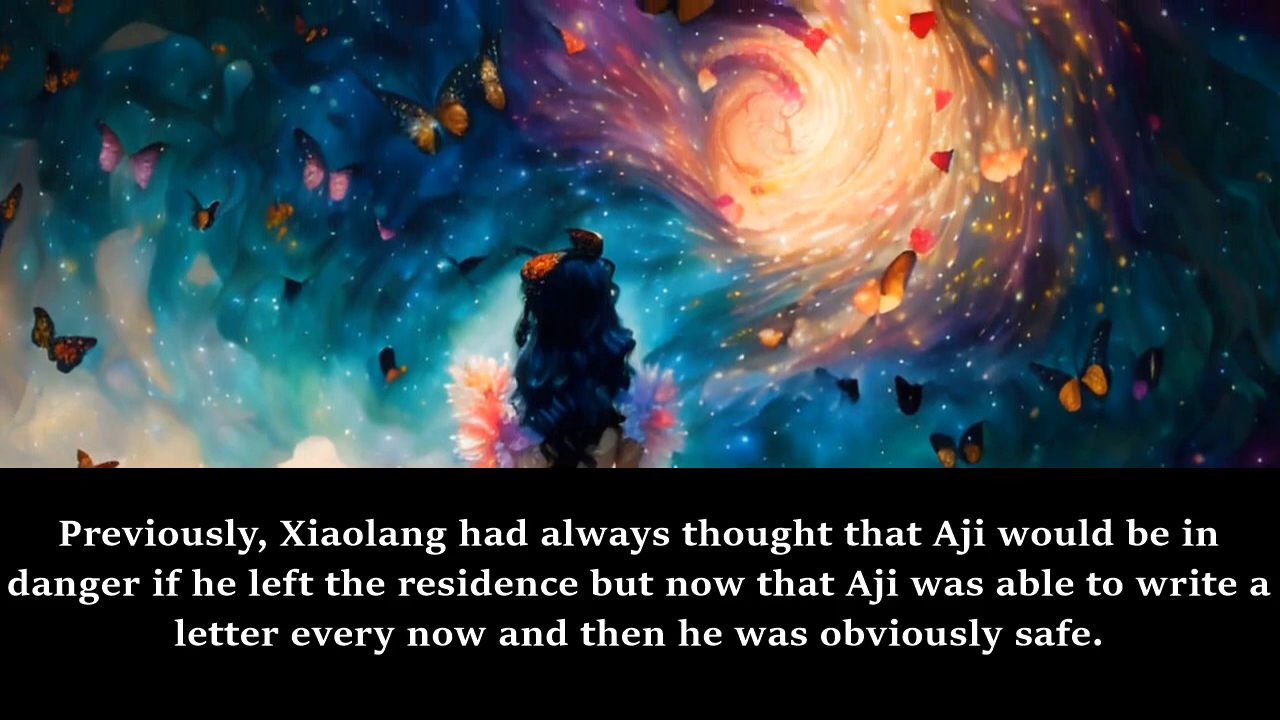 Previously, Xiaolang had always thought that Aji would be in
danger if he left the residence but now that Aji was able to write a
letter every now and then he was obviously safe.